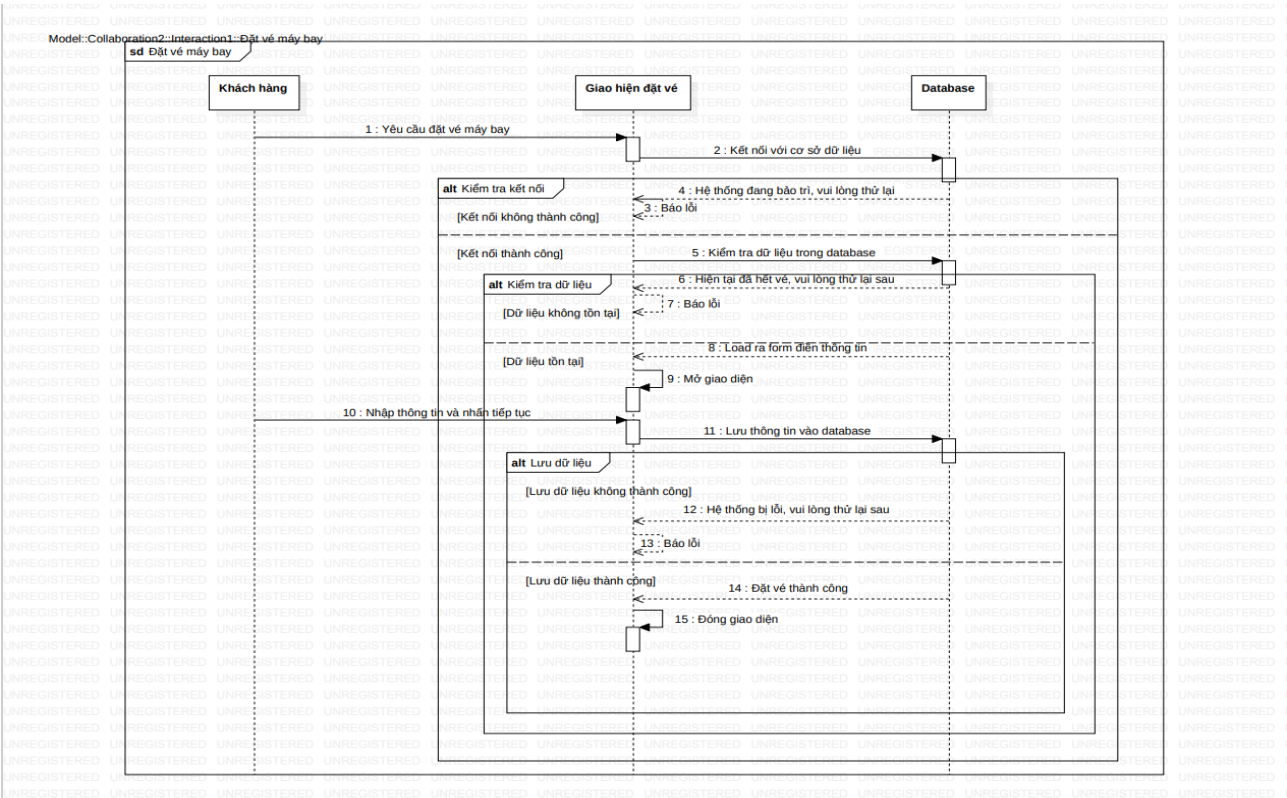 Model::Collaboration2::Interaction1::Đặt vé máy bay
sd Đặt vé máy bay
Khách hàng
Giao hiện đặt vé
Database
1 : Yêu cầu đặt vé máy bay
2 : Kết nối với cơ sở dữ liệu
alt Kiểm tra kết nối
4 : Hệ thống đang bảo trì, vui lòng thử lại
3 : Báo lỗi
[Kết nối không thành công]
[Kết nối thành công]
5 : Kiểm tra dữ liệu trong database
6 : Hiện tại đã hết vé, vui lòng thử lại sau
alt Kiểm tra dữ liệu
7 : Báo lỗi
[Dữ liệu không tồn tại]
8 : Load ra form điền thông tin
[Dữ liệu tồn tại]
9 : Mở giao diện
10 : Nhập thông tin và nhấn tiếp tục
11 : Lưu thông tin vào database
alt Lưu dữ liệu
[Lưu dữ liệu không thành công]
12 : Hệ thống bị lỗi, vui lòng thử lại sau
13 : Báo lỗi
[Lưu dữ liệu thành công]
14 : Đặt vé thành công
15 : Đóng giao diện
UNREGISTERED